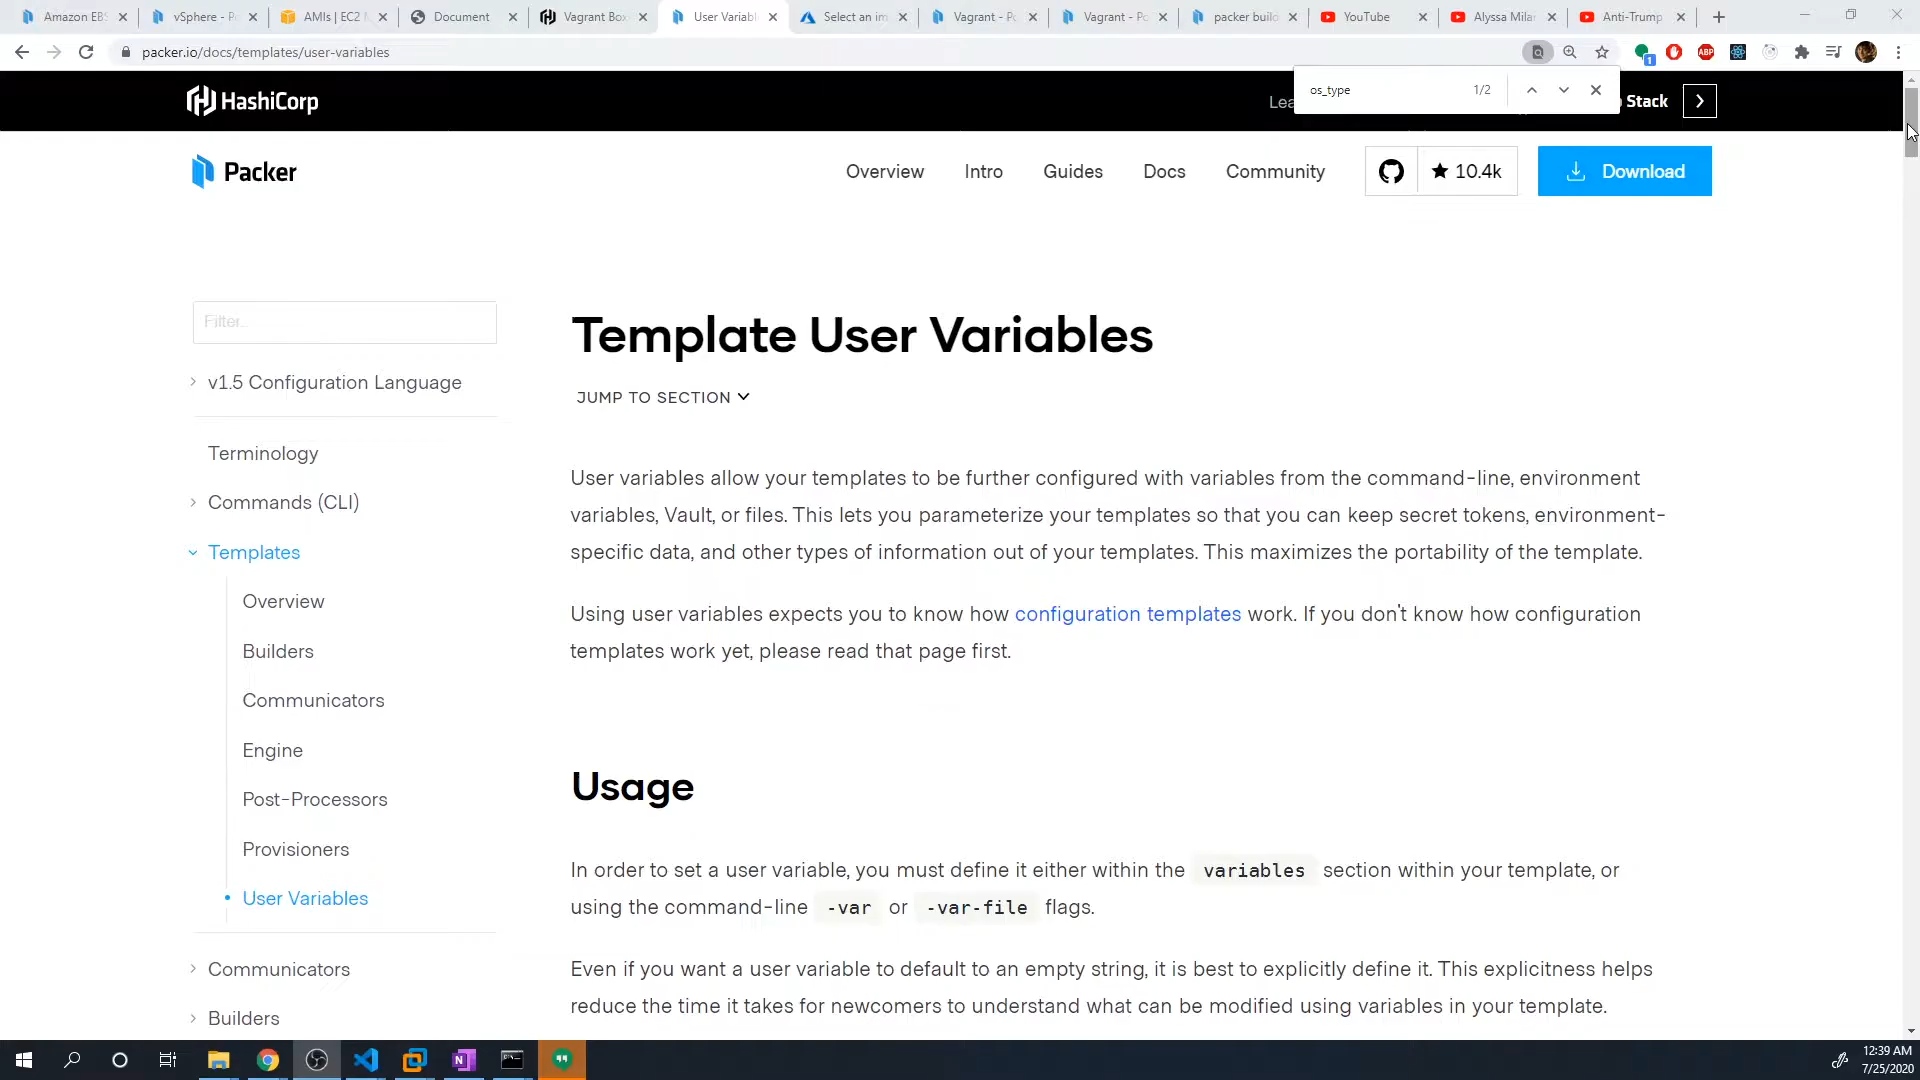 Amazon EBS
vSphere - P
AMIs | EC2
Document
Vagrant Box
User Variabl
Select an im
Vagrant - Pa
Vagrant - Pa
packer build
YouTube
Alyssa Milan
Anti-Trump
packer.io/docs/templates/user-variables
ABP
1
os_type
1/2
HashiCorp
Lea
Stack
Packer
Overview
Intro
Guides
Docs
Community
10.4k
Download
Filter...
v1.5 Configuration Language
Terminology
Commands (CLI)
Templates
Overview
Builders
Communicators
Engine
Post-Processors
Provisioners
User Variables
Communicators
Builders
Template User Variables
JUMP TO SECTION
User variables allow your templates to be further configured with variables from the command-line, environment
variables, Vault, or files. This lets you parameterize your templates so that you can keep secret tokens, environment-
specific data, and other types of information out of your templates. This maximizes the portability of the template.
Using user variables expects you to know how configuration templates work. If you don't know how configuration
templates work yet, please read that page first.
Usage
In order to set a user variable, you must define it either within the variables section within your template, or
using the command-line -var or -var-file flags.
Even if you want a user variable to default to an empty string, it is best to explicitly define it. This explicitness helps
reduce the time it takes for newcomers to understand what can be modified using variables in your template.
12:39 AM
7/25/2020